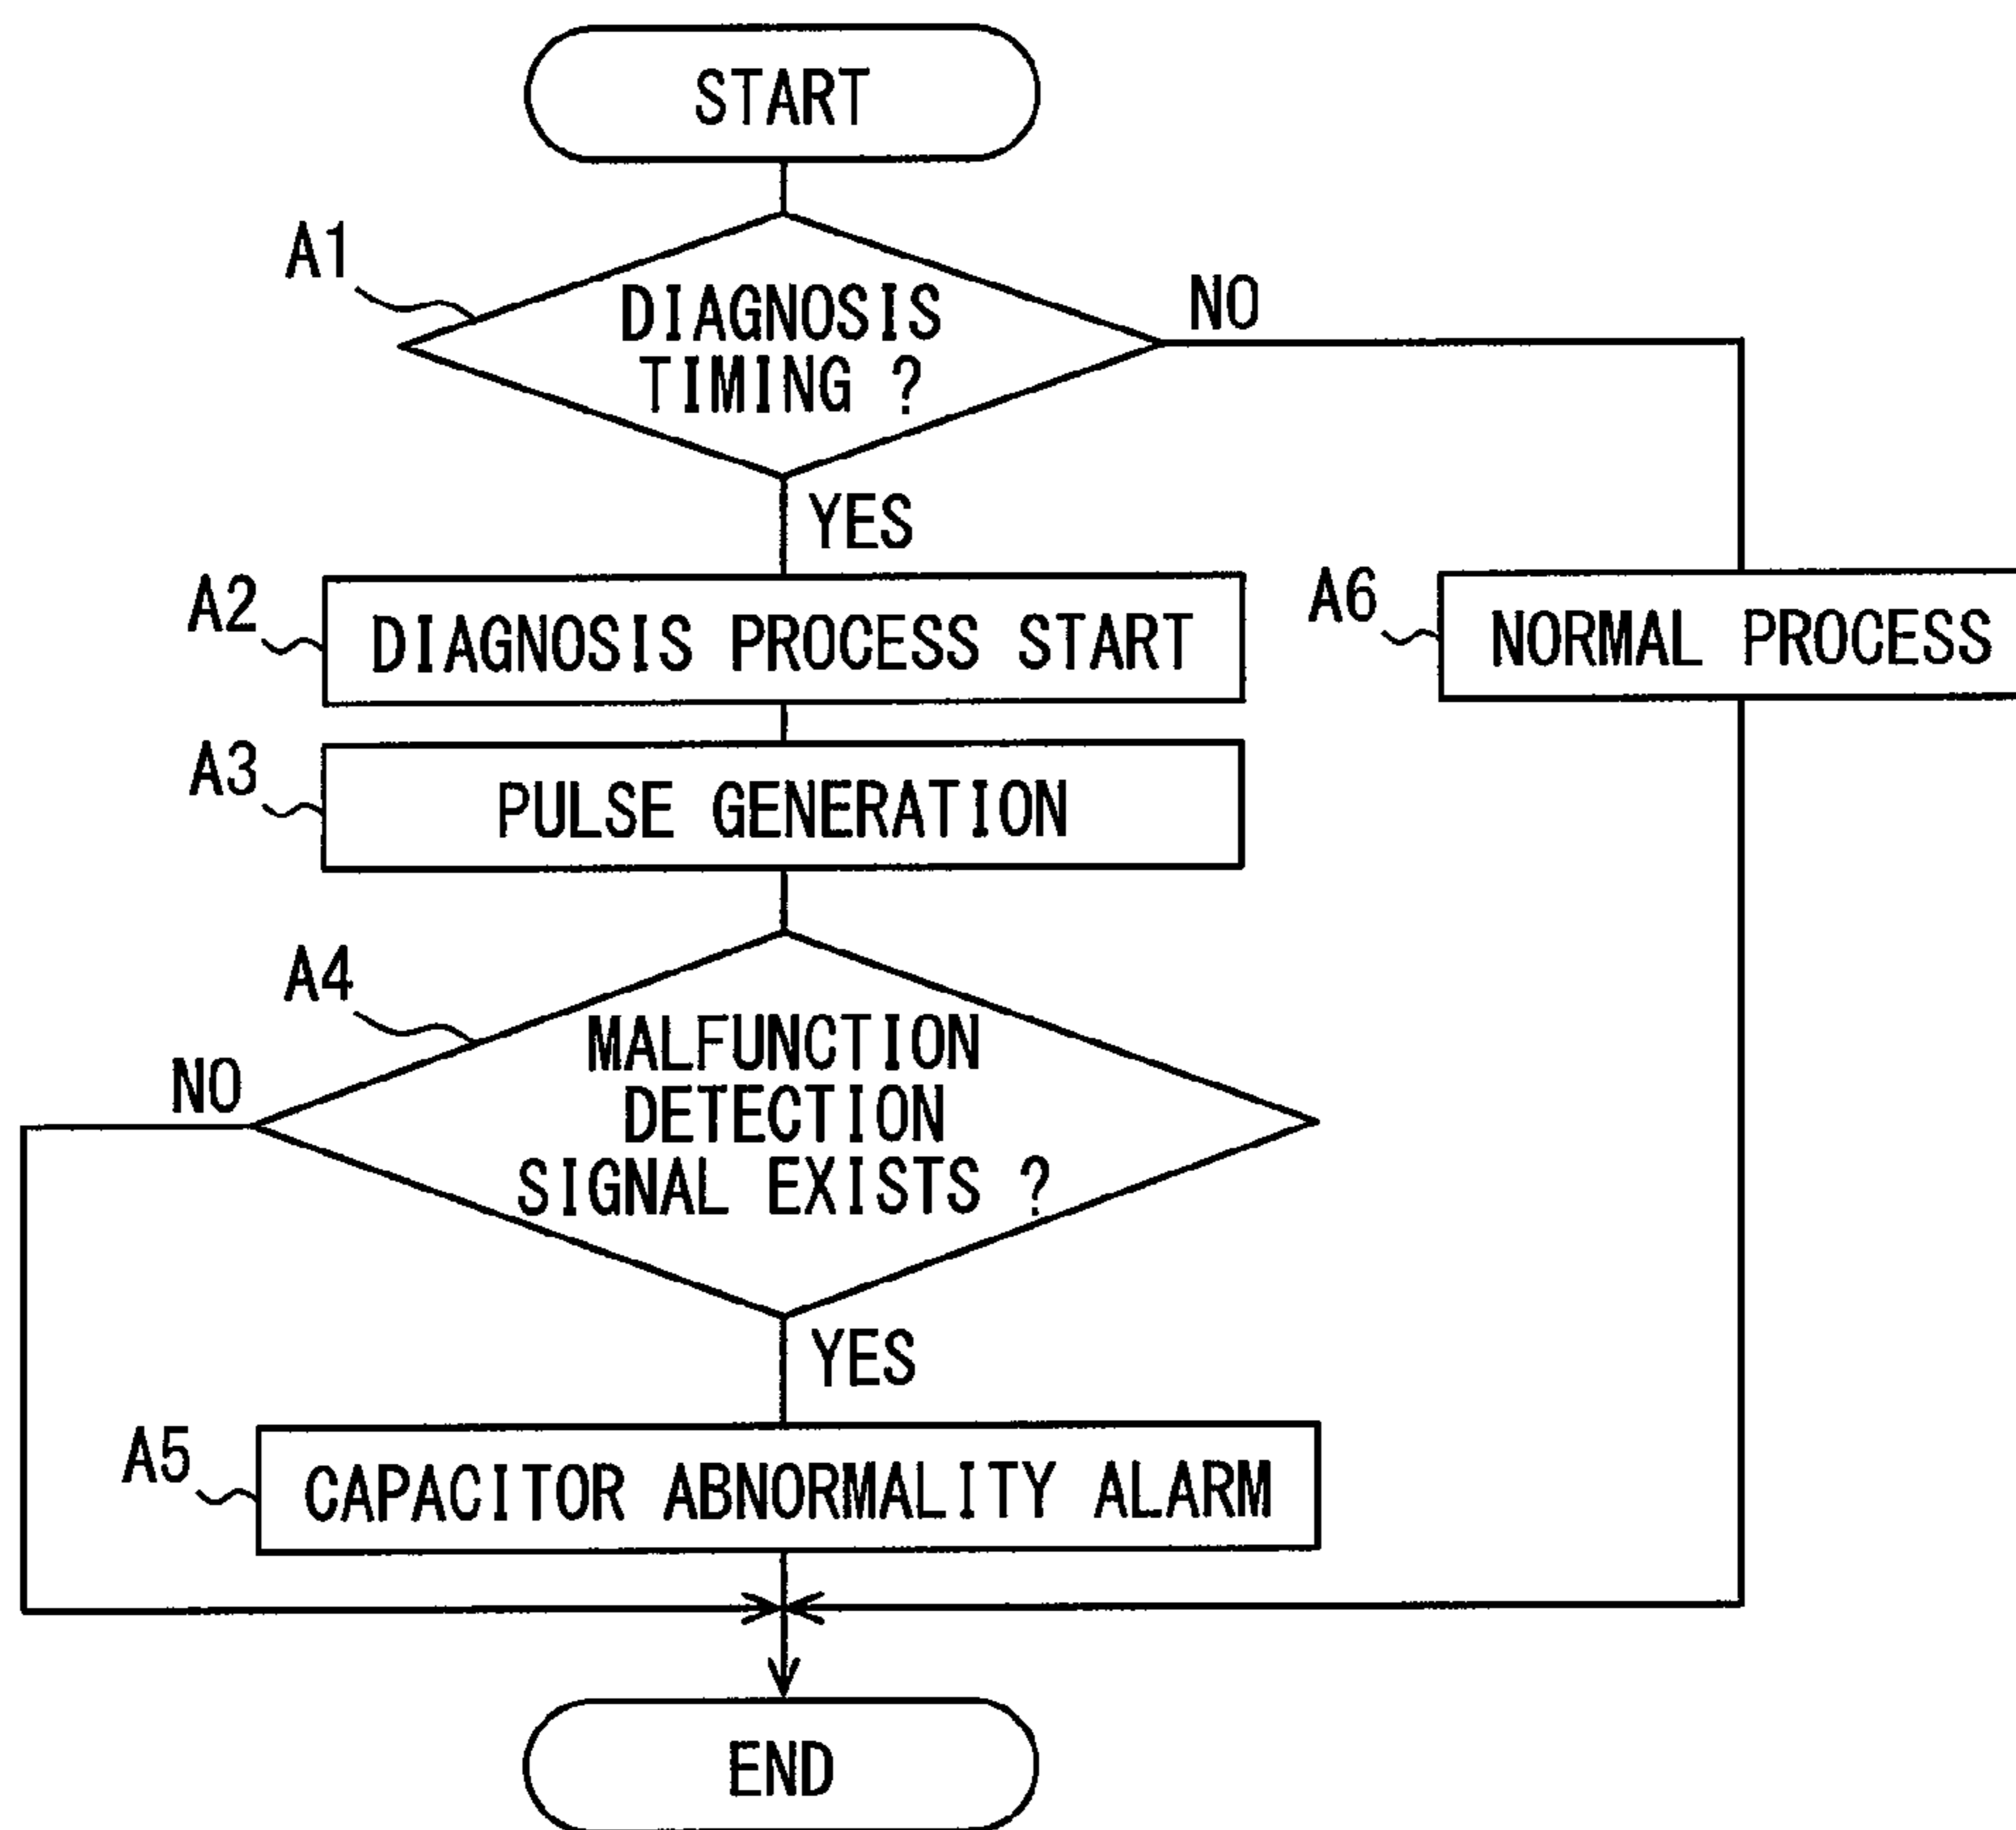 START
A1
DIAGNOSIS
TIMING ?
NO
YES
A2
DIAGNOSIS PROCESS START
A6
NORMAL PROCESS
A3
PULSE GENERATION
A4
MALFUNCTION
DETECTION
SIGNAL EXISTS ?
NO
YES
A5
CAPACITOR ABNORMALITY ALARM
END